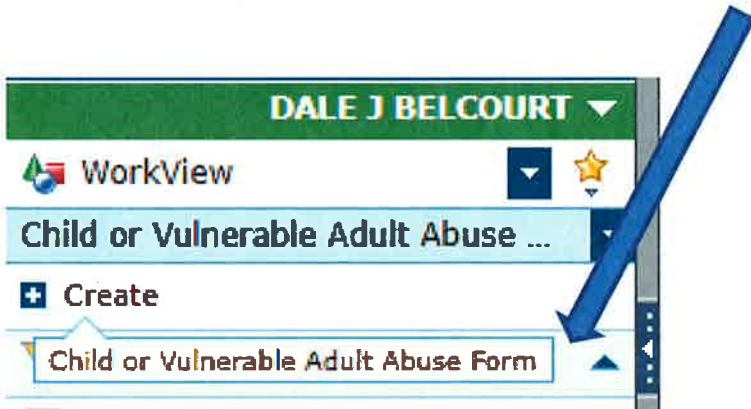 DALE J BELCOURT
WorkView
Child or Vulnerable Adult Abuse ...
Create
Child or Vulnerable Adult Abuse Form